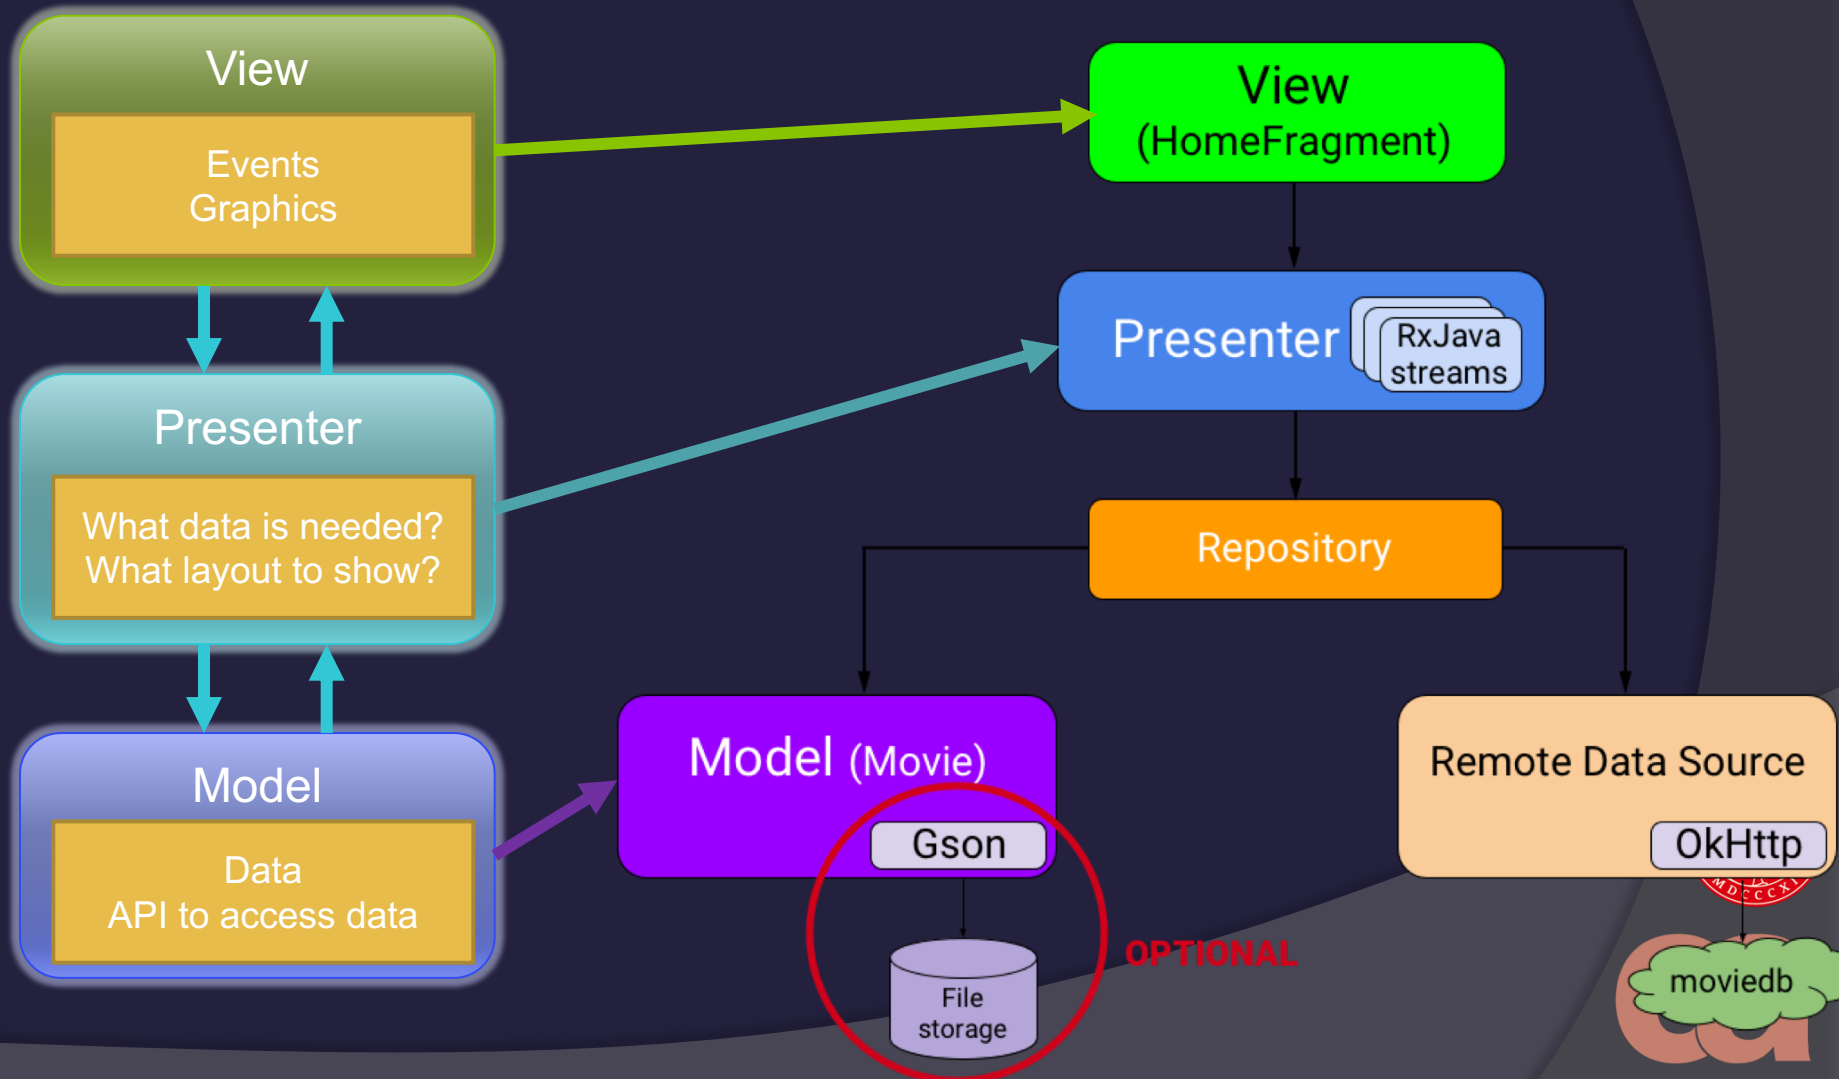 View
Events
Graphics
Presenter
What data is needed?
What layout to show?
Model
Data
API to access data
View
(HomeFragment)
Presenter
RxJava
streams
Repository
Model (Movie)
Gson
File
storage
OPTIONAL
Remote Data Source
OkHttp
MDCCCXI
moviedb